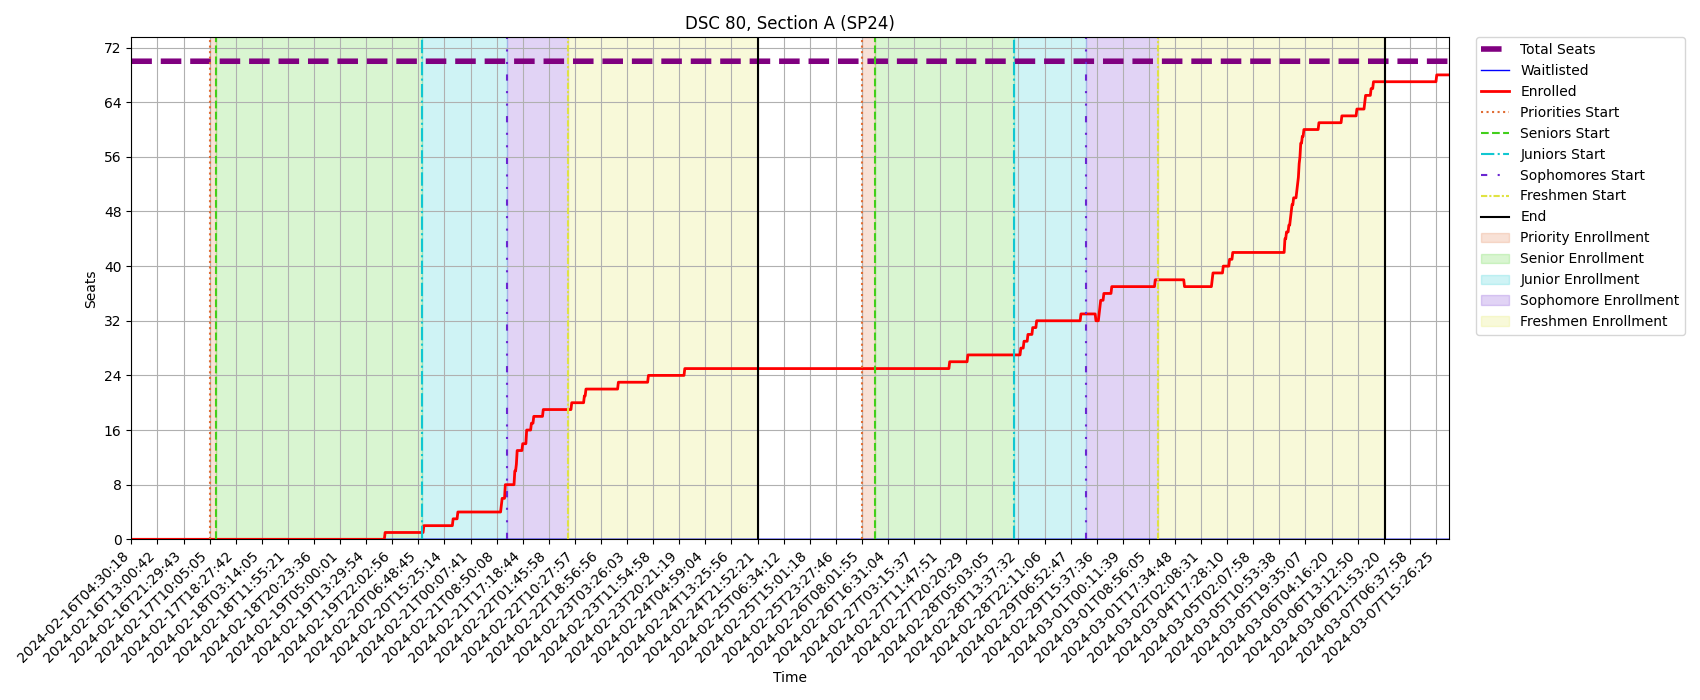 DSC 80, Section A (SP24)
Seats
72
64
56
48
40
32
24
16
8
0
2024-02-16T04:30:18
2024-02-16T13:00:42
2024-02-16T21:29:43
2024-02-17T10:05:05
2024-02-17T18:27:42
2024-02-18T03:14:05
2024-02-18T11:55:21
2024-02-18T20:23:36
2024-02-19T05:00:01
2024-02-19T13:29:54
2024-02-19T22:02:56
2024-02-20T06:48:45
2024-02-20T15:25:14
2024-02-21T00:07:41
2024-02-21T08:50:08
2024-02-21T17:18:44
2024-02-22T01:45:58
2024-02-22T10:27:57
2024-02-22T18:56:56
2024-02-23T03:26:03
2024-02-23T11:54:58
2024-02-23T20:21:19
2024-02-24T04:59:04
2024-02-24T13:25:56
2024-02-24T21:52:21
2024-02-25T06:34:12
2024-02-25T15:01:18
2024-02-25T23:27:46
2024-02-26T08:01:55
2024-02-26T16:31:04
2024-02-27T03:15:37
2024-02-27T11:47:51
2024-02-27T20:20:29
2024-02-28T05:03:05
2024-02-28T13:37:32
2024-02-28T22:11:06
2024-02-29T06:52:47
2024-02-29T15:37:36
2024-03-01T00:11:39
2024-03-01T08:56:05
2024-03-01T17:34:48
2024-03-02T02:08:31
2024-03-04T17:28:10
2024-03-05T02:07:58
2024-03-05T10:53:38
2024-03-05T19:35:07
2024-03-06T04:16:20
2024-03-06T13:12:50
2024-03-06T21:53:20
2024-03-07T06:37:58
2024-03-07T15:26:25
Time
Total Seats
Waitlisted
Enrolled
Priorities Start
Seniors Start
Juniors Start
Sophomores Start
Freshmen Start
End
Priority Enrollment
Senior Enrollment
Junior Enrollment
Sophomore Enrollment
Freshmen Enrollment